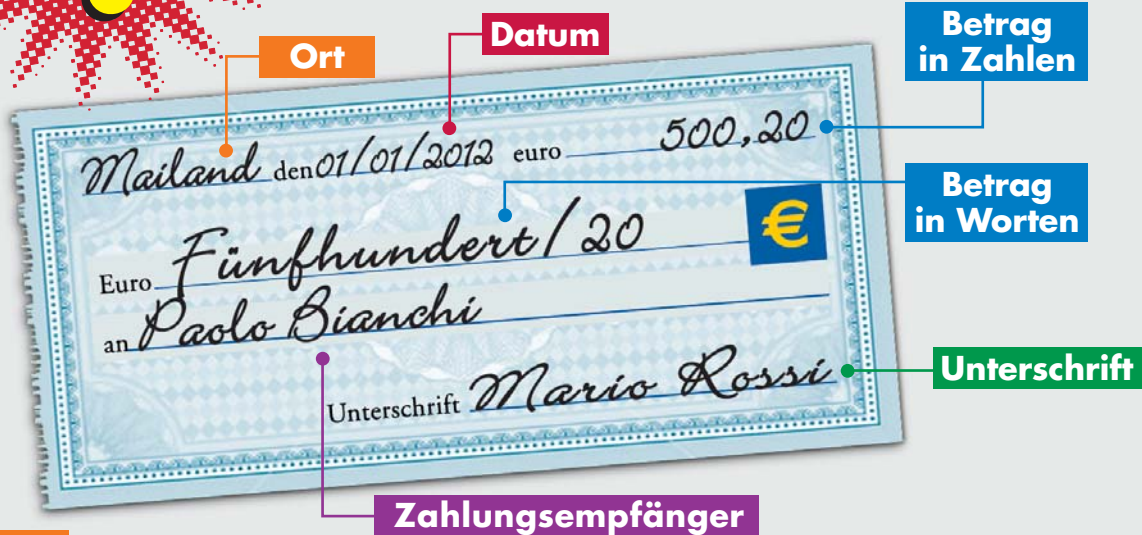 Ort
Datum
Betrag
in Zahlen
Mailand den 01/01/2012 euro 500,20
Betrag
in Worten
Euro Fünfhundert/20 €
an Paolo Bianchi
Unterschrift
Unterschrift Mario Rossi
Zahlungsempfänger